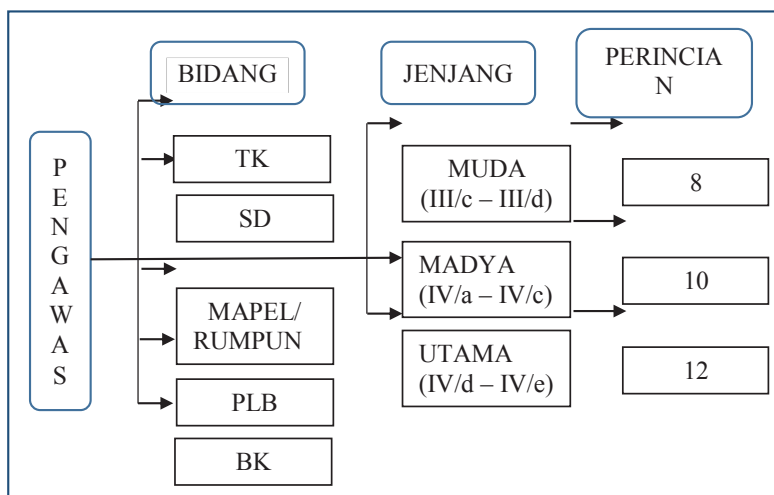 PENGAWAS
BIDANG
TK
SD
MAPEL/
RUMPUN
PLB
BK
JENJANG
MUDA
(III/c – III/d)
MADYA
(IV/a – IV/c)
UTAMA
(IV/d – IV/e)
PERINCIA
N
8
10
12